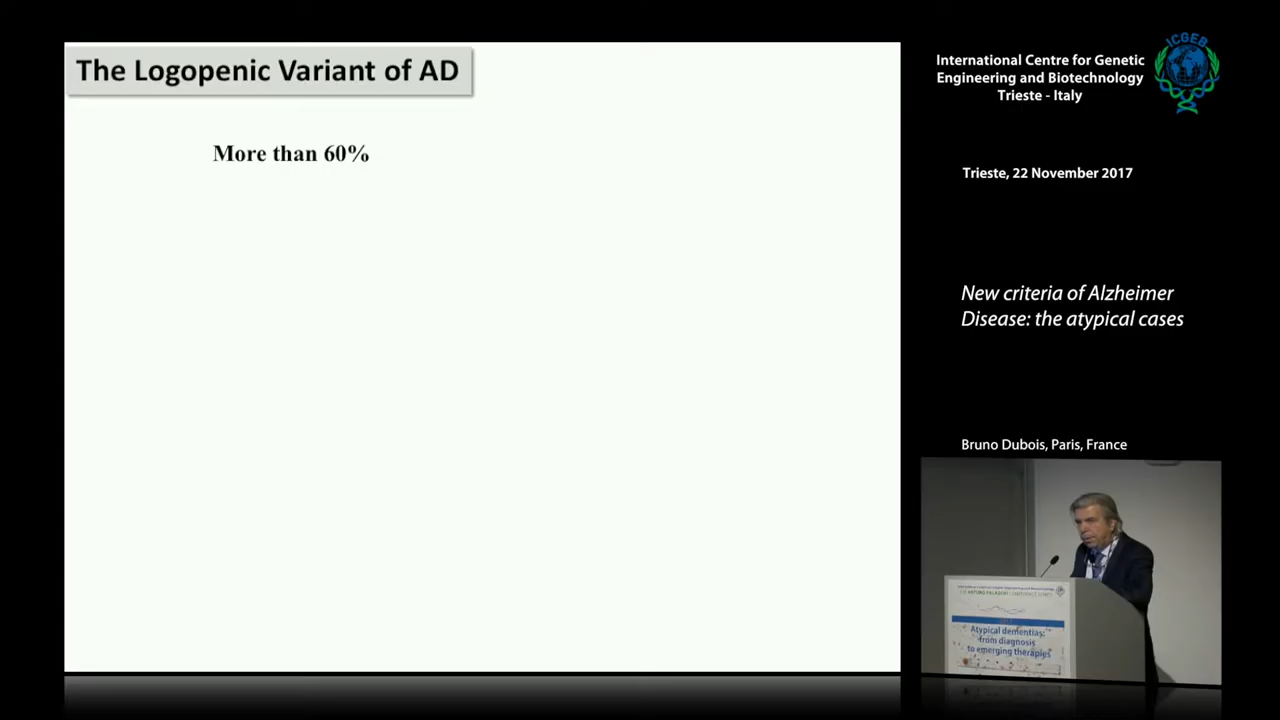 The Logopenic Variant of AD
More than 60%
International Centre for Genetic
Engineering and Biotechnology
Trieste - Italy
ICGEB
Trieste, 22 November 2017
New criteria of Alzheimer
Disease: the atypical cases
Bruno Dubois, Paris, France
Atypical dementias:
from diagnosis
to emerging therapies